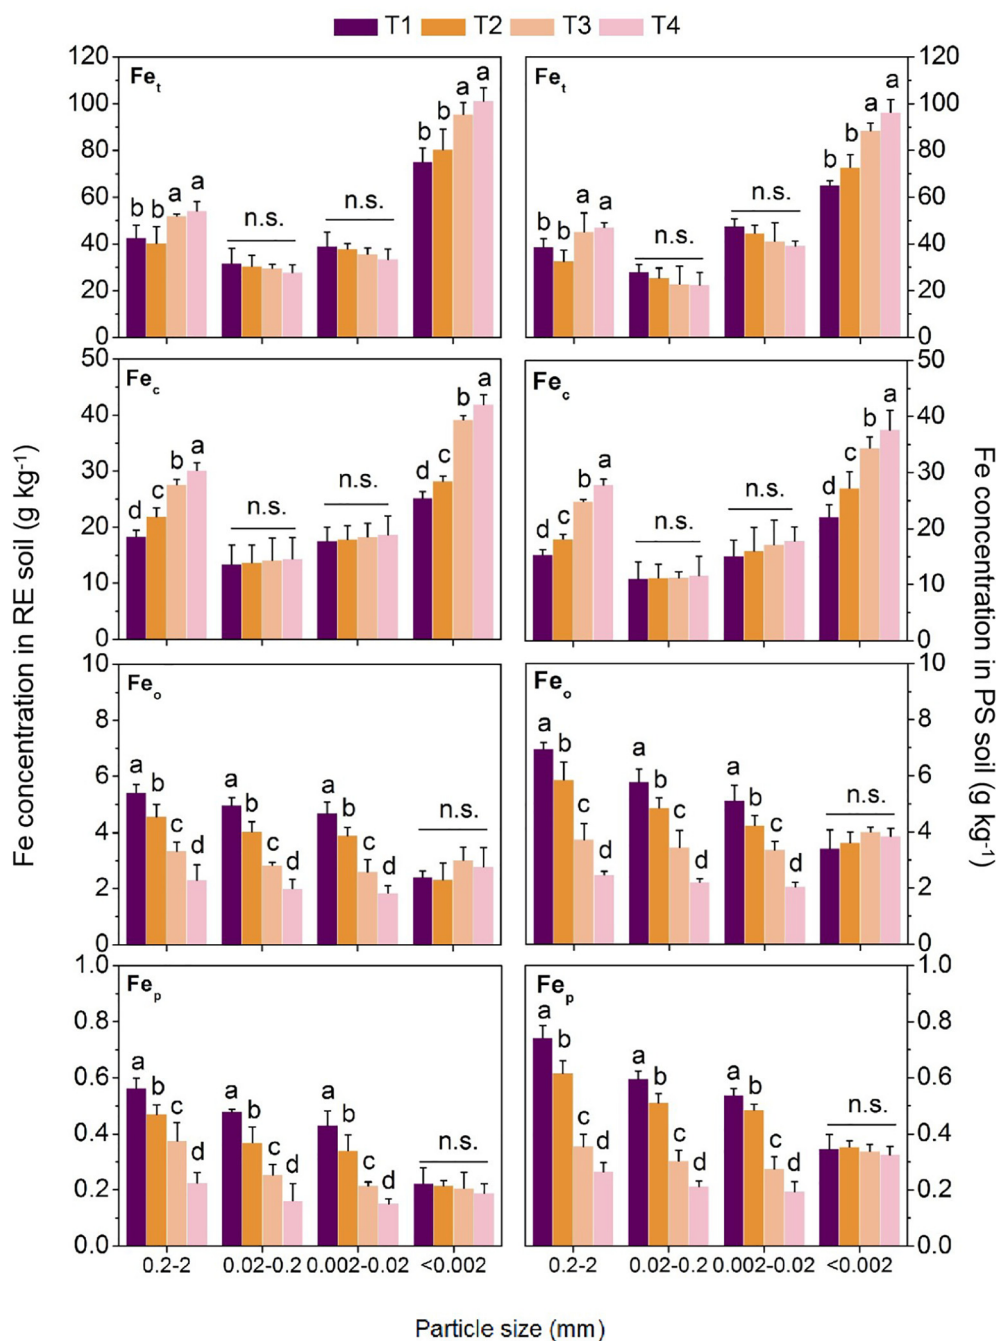 T1 T2 T3 T4
Fe concentration in RE soil (g kg⁻¹)
120
100
80
60
40
20
0
Feₜ
b b a a
n.s.
n.s.
b b a a
Feₜ
b b a a
n.s.
n.s.
b b a a
120
100
80
60
40
20
0
50
40
30
20
10
0
Fe꜀
d c b a
n.s.
n.s.
d c b a
Fe꜀
d c b a
n.s.
n.s.
d c b a
50
40
30
20
10
0
10
8
6
4
2
0
Feₒ
a b c d
a b c d
a b c d
n.s.
Feₒ
a b c d
a b c d
a b c d
n.s.
10
8
6
4
2
0
1.0
0.8
0.6
0.4
0.2
0.0
Feₚ
a b c d
a b c d
a b c d
n.s.
Feₚ
a b c d
a b c d
a b c d
n.s.
1.0
0.8
0.6
0.4
0.2
0.0
Fe concentration in PS soil (g kg⁻¹)
0.2-2 0.02-0.2 0.002-0.02 <0.002
0.2-2 0.02-0.2 0.002-0.02 <0.002
Particle size (mm)